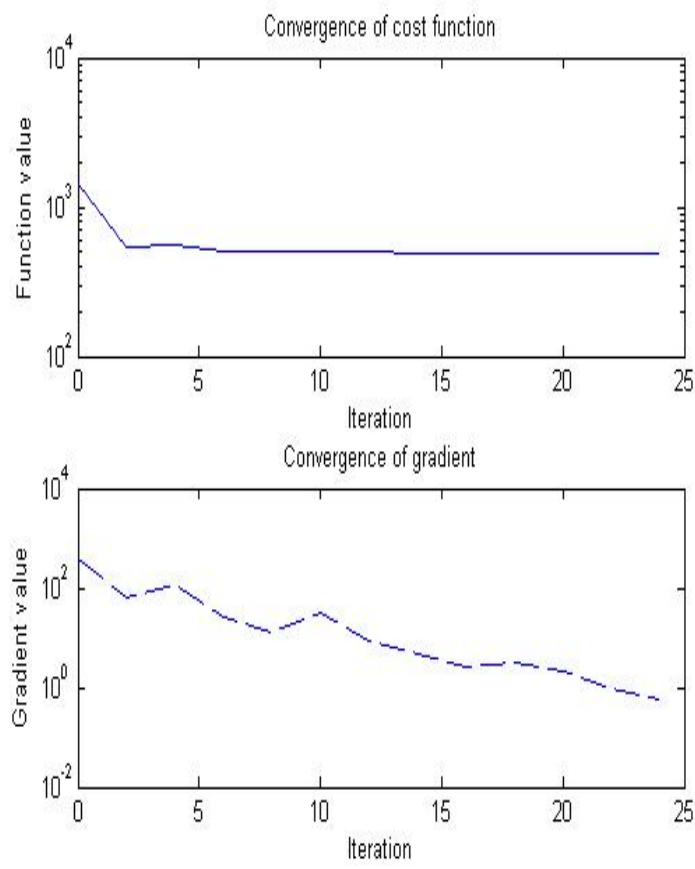 Convergence of cost function
10^4
10^3
10^2
Function value
0 5 10 15 20 25
Iteration
Convergence of gradient
10^4
10^2
10^0
10^-2
Gradient value
0 5 10 15 20 25
Iteration